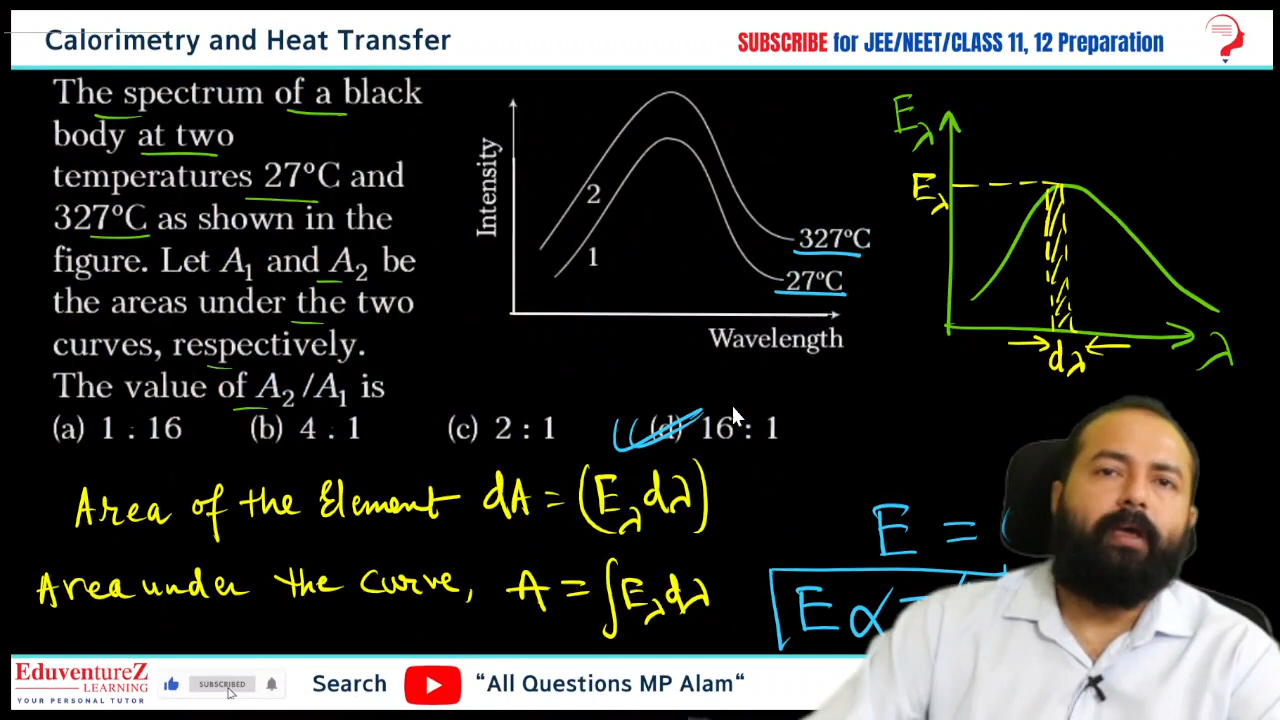 Calorimetry and Heat Transfer
SUBSCRIBE for JEE/NEET/CLASS 11, 12 Preparation
The spectrum of a black
body at two
temperatures 27°C and
327°C as shown in the
figure. Let A₁ and A₂ be
the areas under the two
curves, respectively.
The value of A₂/A₁ is
(a) 1 : 16 (b) 4 : 1 (c) 2 : 1 (d) 16 : 1
Intensity
2
1
327°C
27°C
Wavelength
Eλ
Eλ
dλ
λ
Area of the Element dA = (Eλdλ)
Area under the curve, A = ∫Eλdλ
E =
E ∝
EduventureZ
LEARNING
YOUR PERSONAL TUTOR
SUBSCRIBED
Search "All Questions MP Alam"